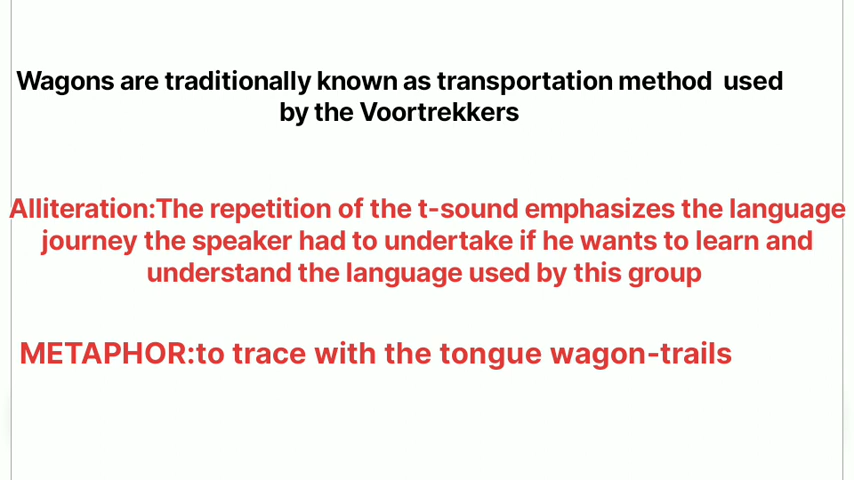 Wagons are traditionally known as transportation method used
by the Voortrekkers
Alliteration:The repetition of the t-sound emphasizes the language
journey the speaker had to undertake if he wants to learn and
understand the language used by this group
METAPHOR:to trace with the tongue wagon-trails